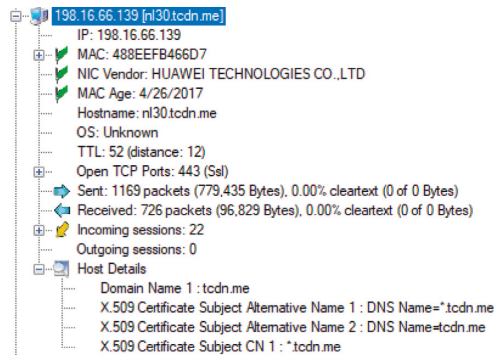 198.16.66.139 [nl30.tcdn.me]
IP: 198.16.66.139
MAC: 488EEFB466D7
NIC Vendor: HUAWEI TECHNOLOGIES CO.,LTD
MAC Age: 4/26/2017
Hostname: nl30.tcdn.me
OS: Unknown
TTL: 52 (distance: 12)
Open TCP Ports: 443 (Ssl)
Sent: 1169 packets (779,435 Bytes), 0.00% cleartext (0 of 0 Bytes)
Received: 726 packets (96,829 Bytes), 0.00% cleartext (0 of 0 Bytes)
Incoming sessions: 22
Outgoing sessions: 0
Host Details
Domain Name 1 : tcdn.me
X.509 Certificate Subject Alternative Name 1 : DNS Name=*.tcdn.me
X.509 Certificate Subject Alternative Name 2 : DNS Name=tcdn.me
X.509 Certificate Subject CN 1 : *.tcdn.me